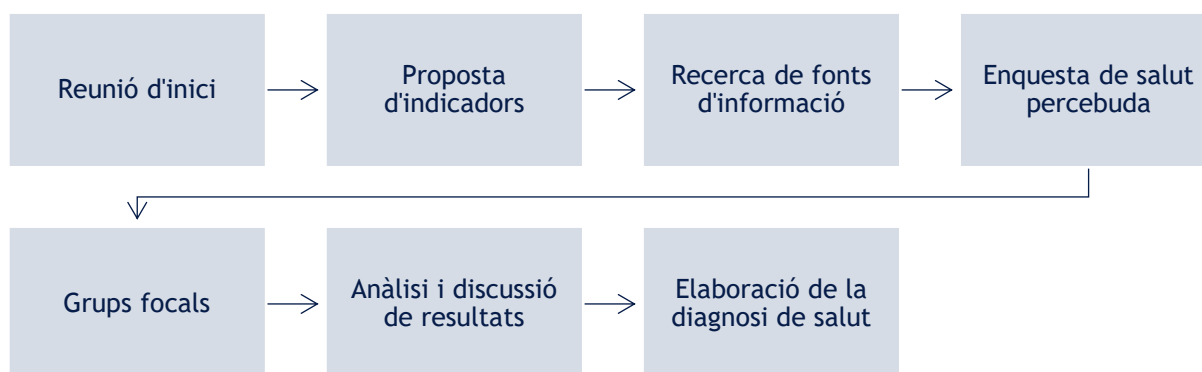 Reunió d'inici
Proposta
d'indicadors
Recerca de fonts
d'informació
Enquesta de salut
percebuda
Grups focals
Anàlisi i discussió
de resultats
Elaboració de la
diagnosi de salut